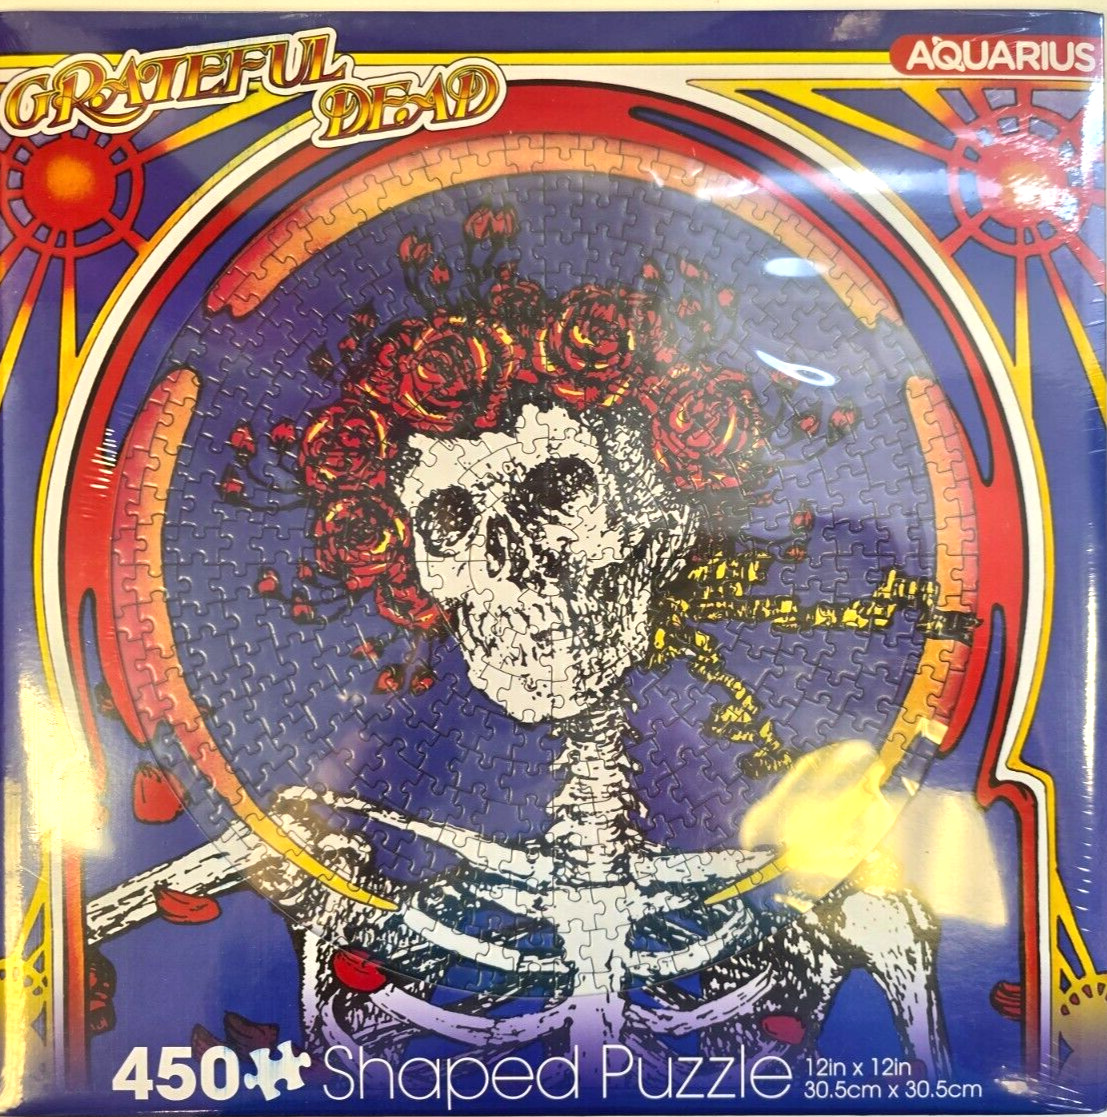 GRATEFUL
DEAD
AQUARIUS
450 Shaped Puzzle
12in x 12in
30.5cm x 30.5cm